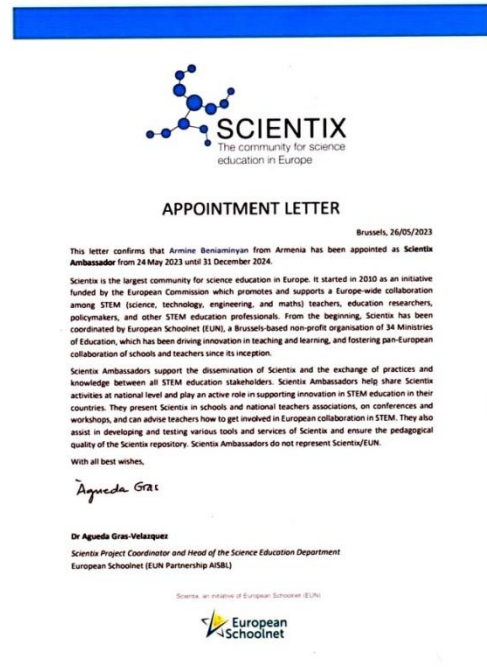 SCIENTIX
The community for science
education in Europe
APPOINTMENT LETTER
Brussels, 26/05/2023
This letter confirms that Armine Beniaminyan from Armenia has been appointed as Scientix
Ambassador from 24 May 2023 until 31 December 2024.
Scientix is the largest community for science education in Europe. It started in 2010 as an initiative
funded by the European Commission which promotes and supports a Europe-wide collaboration
among STEM (science, technology, engineering, and maths) teachers, education researchers,
policymakers, and other STEM education professionals. From the beginning, Scientix has been
coordinated by European Schoolnet (EUN), a Brussels-based non-profit organisation of 34 Ministries
of Education, which has been driving innovation in teaching and learning, and fostering pan-European
collaboration of schools and teachers since its inception.
Scientix Ambassadors support the dissemination of Scientix and the exchange of practices and
knowledge between all STEM education stakeholders. Scientix Ambassadors help share Scientix
activities at national level and play an active role in supporting innovation in STEM education in their
countries. They present Scientix in schools and national teachers associations, on conferences and
workshops, and can advise teachers how to get involved in European collaboration in STEM. They also
assist in developing and testing various tools and services of Scientix and ensure the pedagogical
quality of the Scientix repository. Scientix Ambassadors do not represent Scientix/EUN.
With all best wishes,
Àgueda Gras
Dr Agueda Gras-Velazquez
Scientix Project Coordinator and Head of the Science Education Department
European Schoolnet (EUN Partnership AISBL)
Scientix, an initiative of European Schoolnet (EUN)
European
Schoolnet